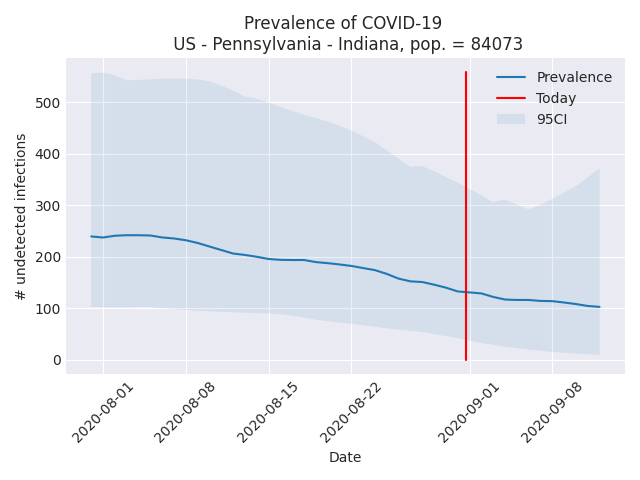 Prevalence of COVID-19
US - Pennsylvania - Indiana, pop. = 84073
Prevalence
Today
95CI
# undetected infections
500
400
300
200
100
0
2020-08-01
2020-08-08
2020-08-15
2020-08-22
2020-09-01
2020-09-08
Date